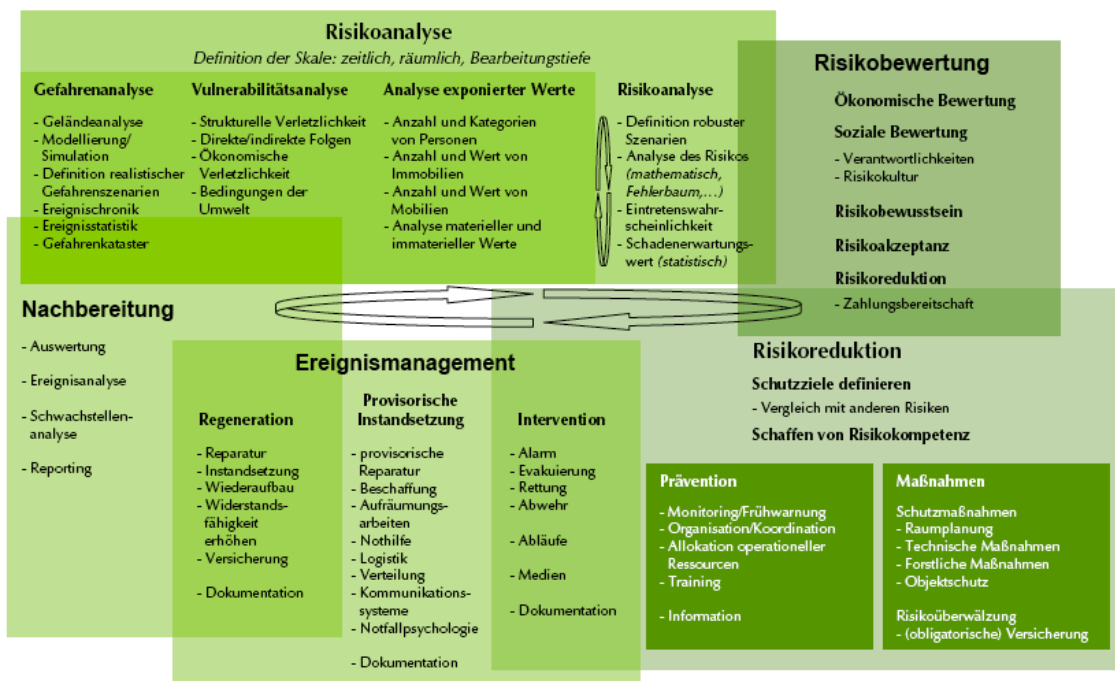 Risikoanalyse
Definition der Skale: zeitlich, räumlich, Bearbeitungstiefe
Gefahrenanalyse
- Geländeanalyse
- Modellierung/
Simulation
- Definition realistischer
Gefahrenszenarien
- Ereignischronik
- Ereignisstatistik
- Gefahrenkataster
Vulnerabilitätsanalyse
- Strukturelle Verletzlichkeit
- Direkte/indirekte Folgen
- Ökonomische
Verletzlichkeit
- Bedingungen der
Umwelt
Analyse exponierter Werte
- Anzahl und Kategorien
von Personen
- Anzahl und Wert von
Immobilien
- Anzahl und Wert von
Mobilien
- Analyse materieller und
immaterieller Werte
Risikoanalyse
- Definition robuster
Szenarien
- Analyse des Risikos
(mathematisch,
Fehlerbaum,...)
- Eintretenswahr-
scheinlichkeit
- Schadenerwartungs-
wert (statistisch)
Risikobewertung
Ökonomische Bewertung
Soziale Bewertung
- Verantwortlichkeiten
- Risikokultur
Risikobewusstsein
Risikoakzeptanz
Risikoreduktion
- Zahlungsbereitschaft
Nachbereitung
- Auswertung
- Ereignisanalyse
- Schwachstellen-
analyse
- Reporting
Ereignismanagement
Regeneration
- Reparatur
- Instandsetzung
- Wiederaufbau
- Widerstands-
fähigkeit
erhöhen
- Versicherung
- Dokumentation
Provisorische
Instandsetzung
- provisorische
Reparatur
- Beschaffung
- Aufräumungs-
arbeiten
- Nothilfe
- Logistik
- Verteilung
- Kommunikations-
systeme
- Notfallpsychologie
- Dokumentation
Intervention
- Alarm
- Evakuierung
- Rettung
- Abwehr
- Abläufe
- Medien
- Dokumentation
Risikoreduktion
Schutzziele definieren
- Vergleich mit anderen Risiken
Schaffen von Risikokompetenz
Prävention
- Monitoring/Frühwarnung
- Organisation/Koordination
- Allokation operationeller
Ressourcen
- Training
- Information
Maßnahmen
Schutzmaßnahmen
- Raumplanung
- Technische Maßnahmen
- Forstliche Maßnahmen
- Objektschutz
Risikoüberwälzung
- (obligatorische) Versicherung